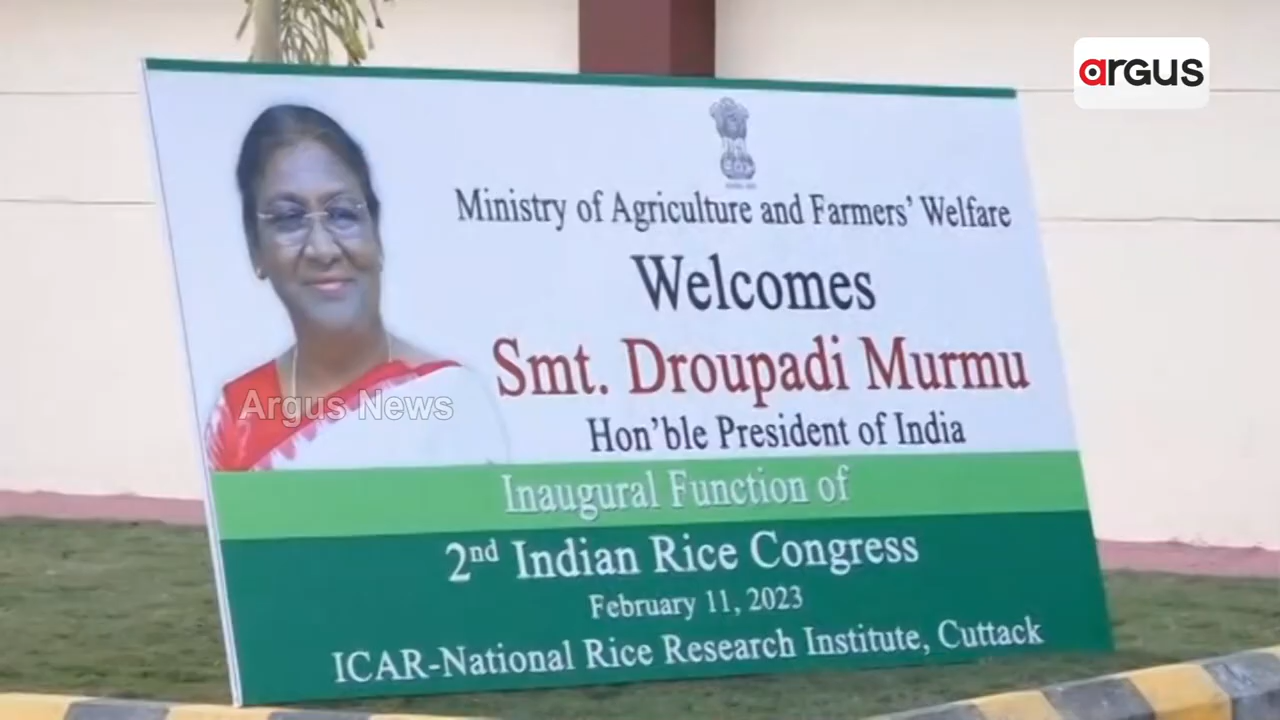 argus
Ministry of Agriculture and Farmers' Welfare
Welcomes
Smt. Droupadi Murmu
Argus News
Hon'ble President of India
Inaugural Function of
2nd Indian Rice Congress
February 11, 2023
ICAR-National Rice Research Institute, Cuttack